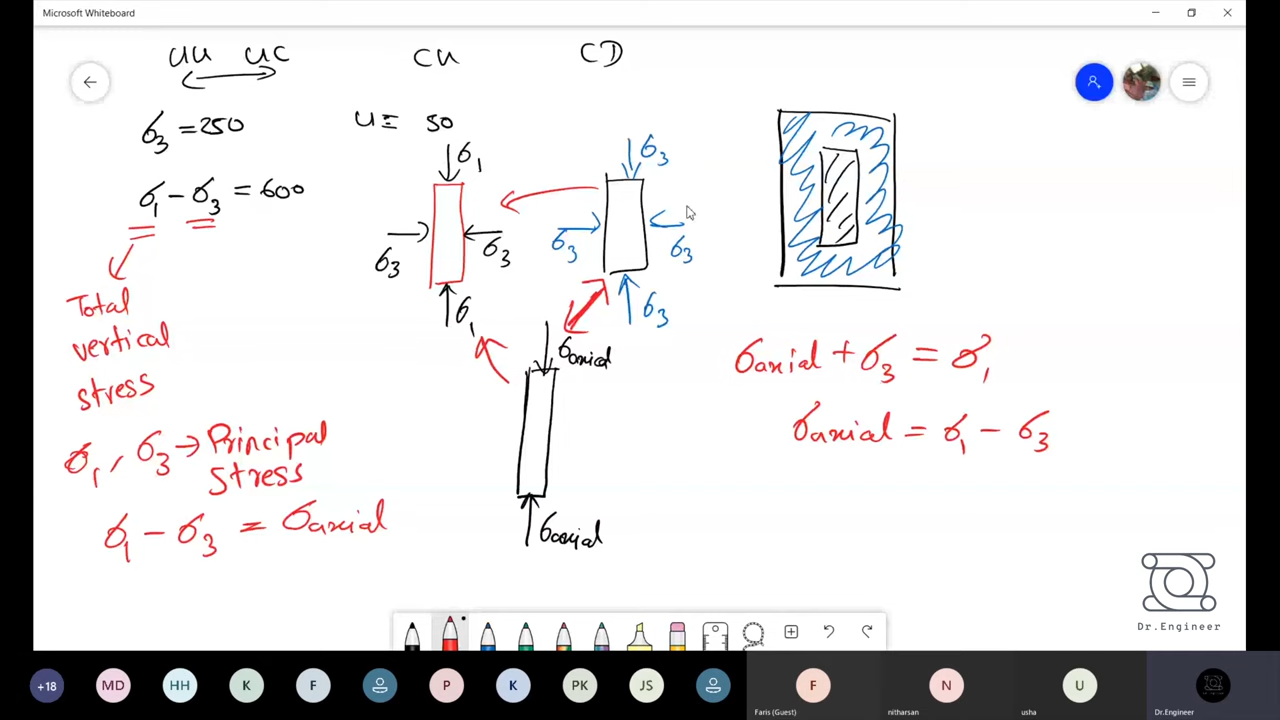 Microsoft Whiteboard
UU UC CU CD
σ3 = 250
u = 50
σ1 − σ3 = 600
σ1
σ3
σ3
σ1
σ3
σ3
σ3
σ3
Total
vertical
stress
σaxial
σaxial
σaxial + σ3 = σ1
σaxial = σ1 − σ3
σ1, σ3 → Principal
stress
σ1 − σ3 = σaxial
Dr.Engineer
+18
MD
HH
K
F
P
K
PK
JS
F
N
U
Faris (Guest)
nitharsan
usha
Dr.Engineer